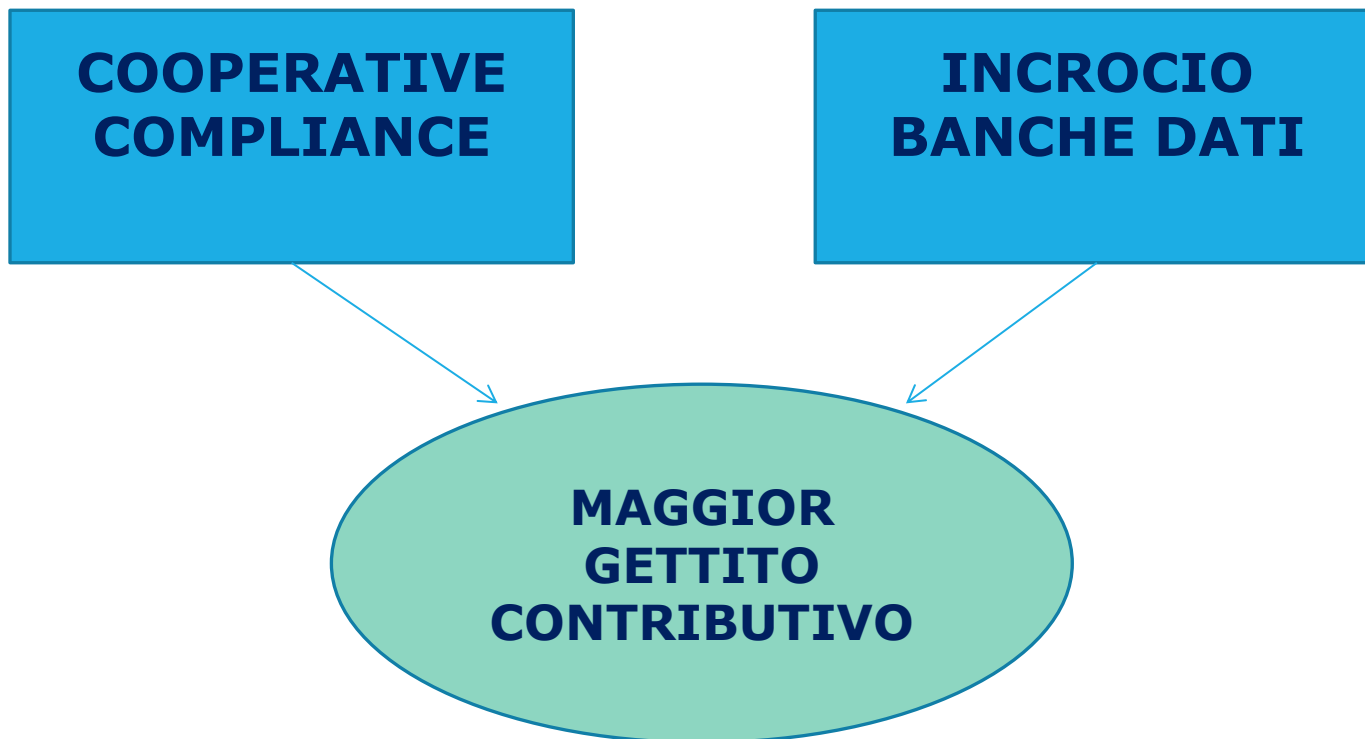 COOPERATIVE
COMPLIANCE
INCROCIO
BANCHE DATI
MAGGIOR
GETTITO
CONTRIBUTIVO